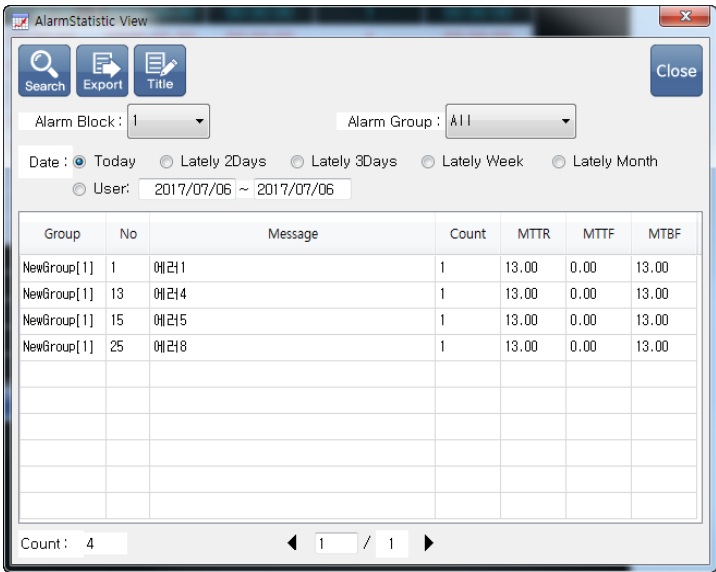 AlarmStatistic View
Search Export Title Close
Alarm Block : 1 Alarm Group : All
Date : Today Lately 2Days Lately 3Days Lately Week Lately Month
User: 2017/07/06 ~ 2017/07/06
Group No Message Count MTTR MTTF MTBF
NewGroup[1] 1 에러1 1 13.00 0.00 13.00
NewGroup[1] 13 에러4 1 13.00 0.00 13.00
NewGroup[1] 15 에러5 1 13.00 0.00 13.00
NewGroup[1] 25 에러8 1 13.00 0.00 13.00
Count : 4 1 / 1